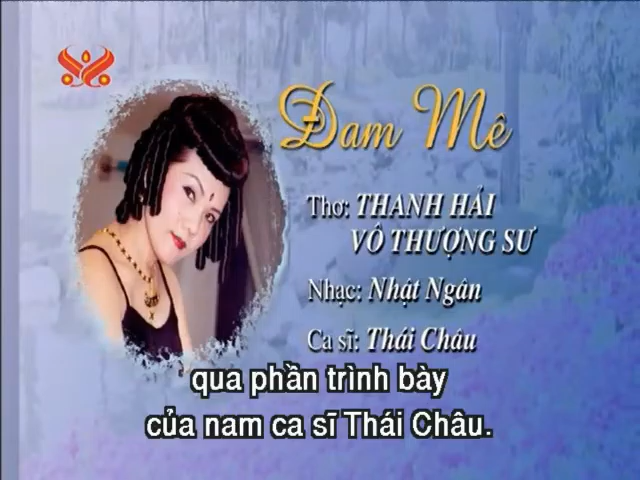 Đam Mê
Thơ: THANH HẢI
VÔ THƯỢNG SƯ
Nhạc: Nhật Ngân
Ca sĩ: Thái Châu
qua phần trình bày
của nam ca sĩ Thái Châu.